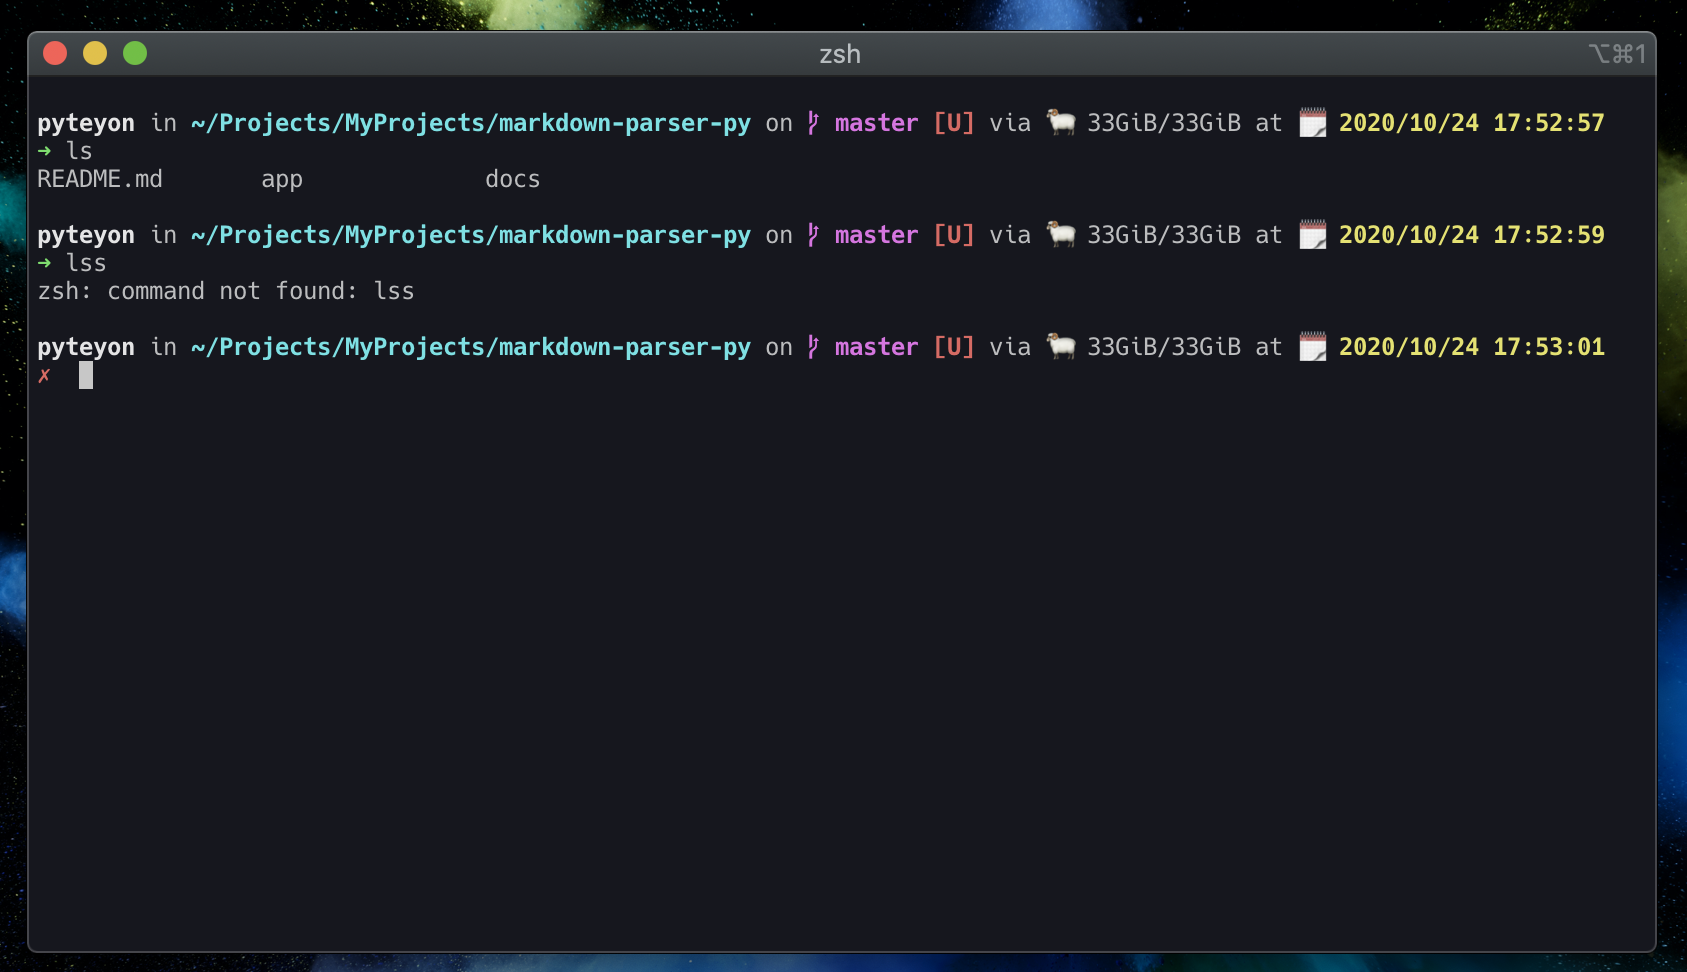 zsh
⌥⌘1
pyteyon in ~/Projects/MyProjects/markdown-parser-py on master [U] via 🐏 33GiB/33GiB at 🗓 2020/10/24 17:52:57
➜ ls
README.md app docs
pyteyon in ~/Projects/MyProjects/markdown-parser-py on master [U] via 🐏 33GiB/33GiB at 🗓 2020/10/24 17:52:59
➜ lss
zsh: command not found: lss
pyteyon in ~/Projects/MyProjects/markdown-parser-py on master [U] via 🐏 33GiB/33GiB at 🗓 2020/10/24 17:53:01
✗